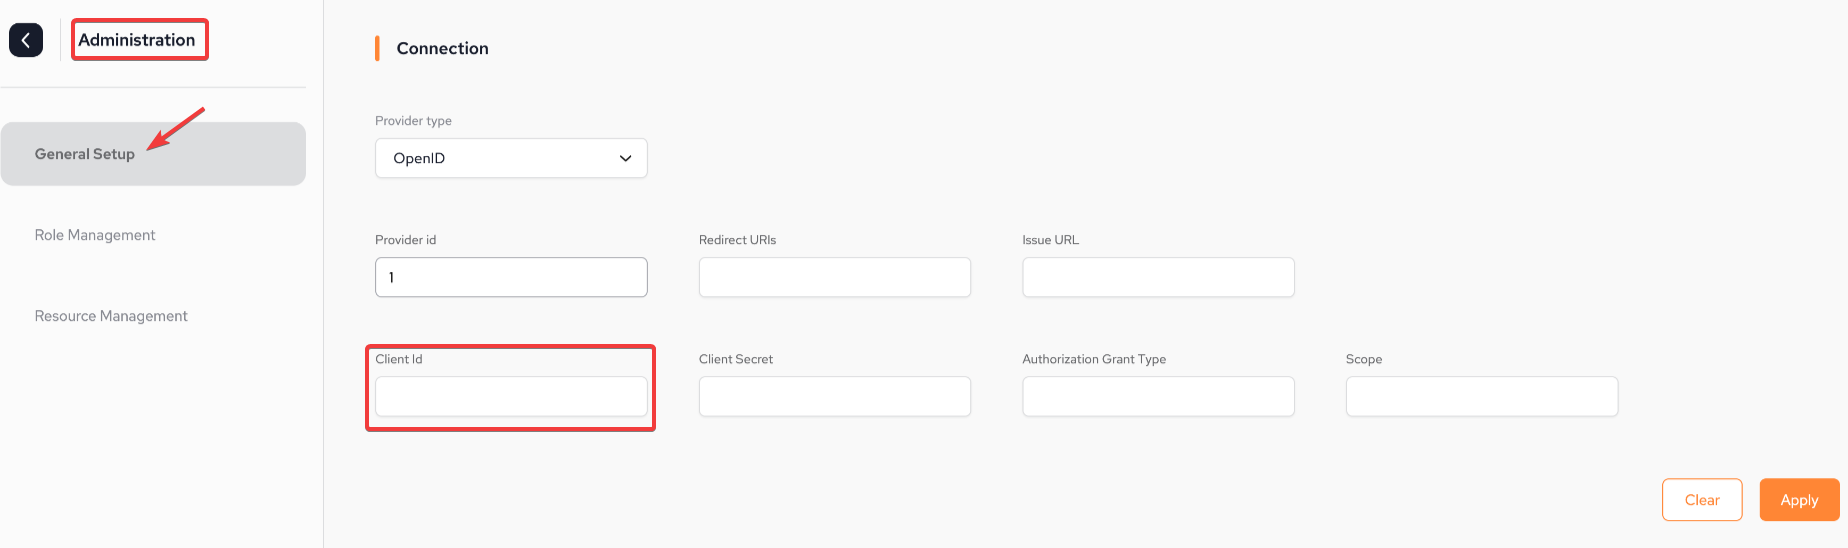 Administration
General Setup
Role Management
Resource Management
Connection
Provider type
OpenID
Provider id
Redirect URIs
Issue URL
1
Client Id
Client Secret
Authorization Grant Type
Scope
Clear
Apply